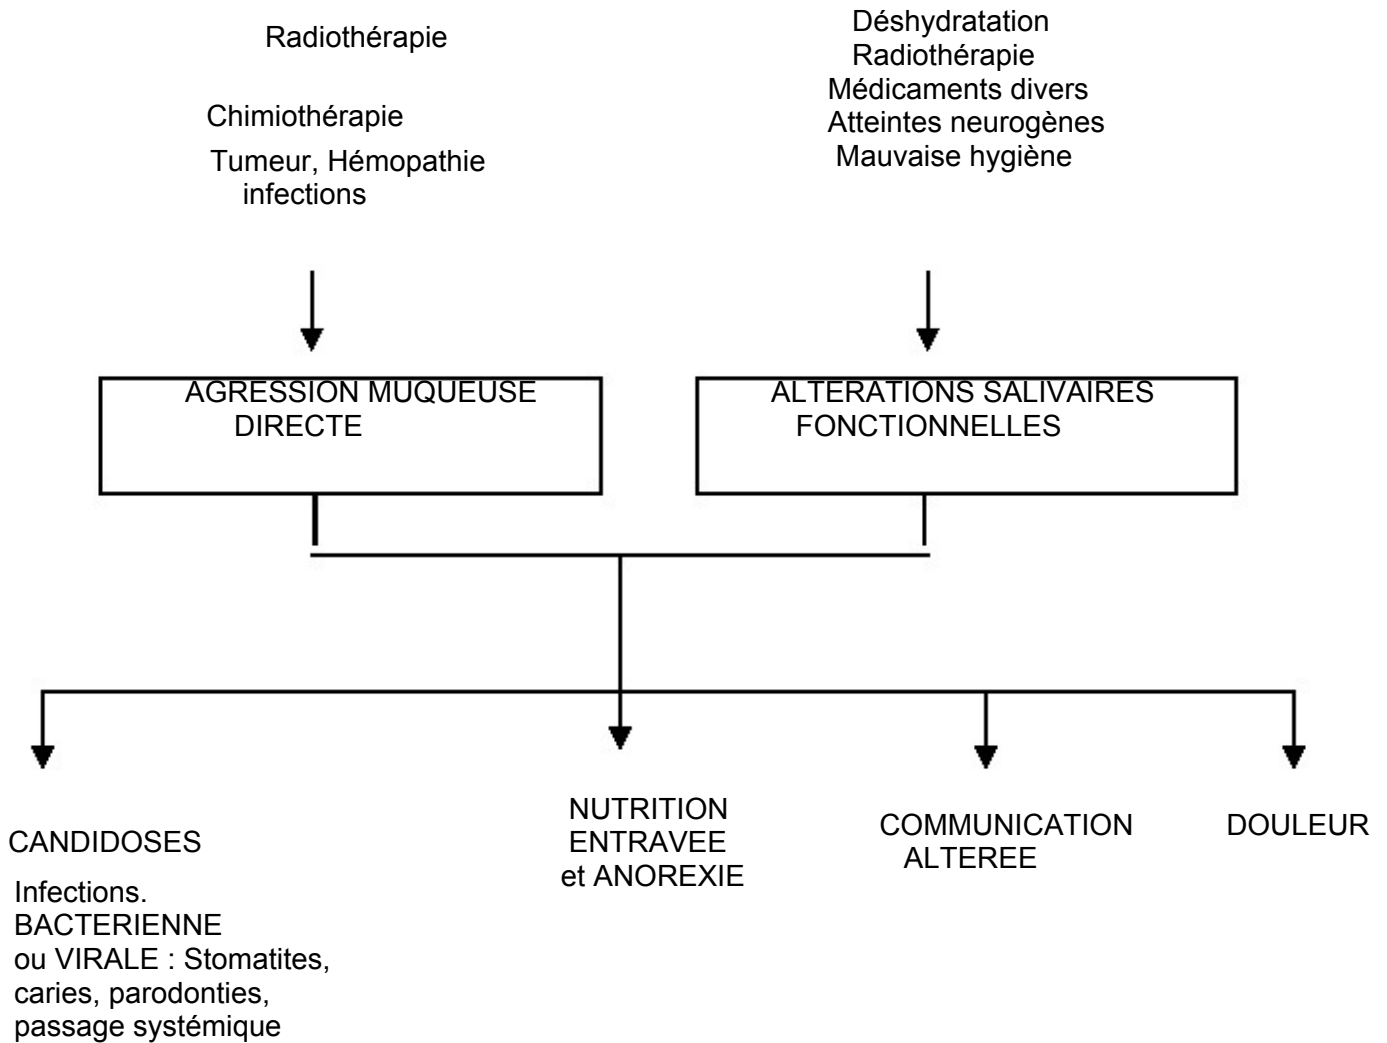 Radiothérapie
Chimiothérapie
Tumeur, Hémopathie
infections
Déshydratation
Radiothérapie
Médicaments divers
Atteintes neurogènes
Mauvaise hygiène
AGRESSION MUQUEUSE
DIRECTE
ALTERATIONS SALIVAIRES
FONCTIONNELLES
CANDIDOSES
Infections.
BACTERIENNE
ou VIRALE : Stomatites,
caries, parodonties,
passage systémique
NUTRITION
ENTRAVEE
et ANOREXIE
COMMUNICATION
ALTEREE
DOULEUR